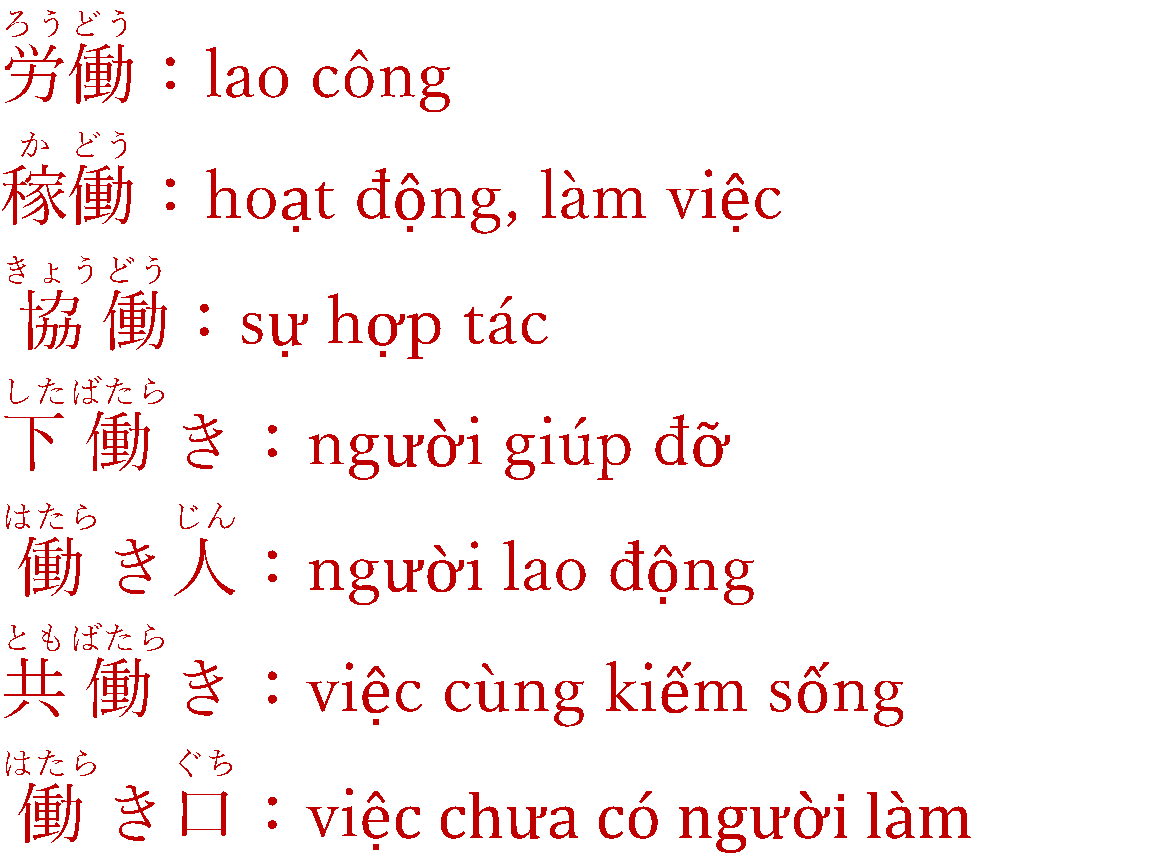 ろうどう
労働：lao công
か どう
稼働：hoạt động, làm việc
きょうどう
協働：sự hợp tác
したばたら
下働き：người giúp đỡ
はたら じん
働き人：người lao động
ともばたら
共働き：việc cùng kiếm sống
はたら ぐち
働き口：việc chưa có người làm